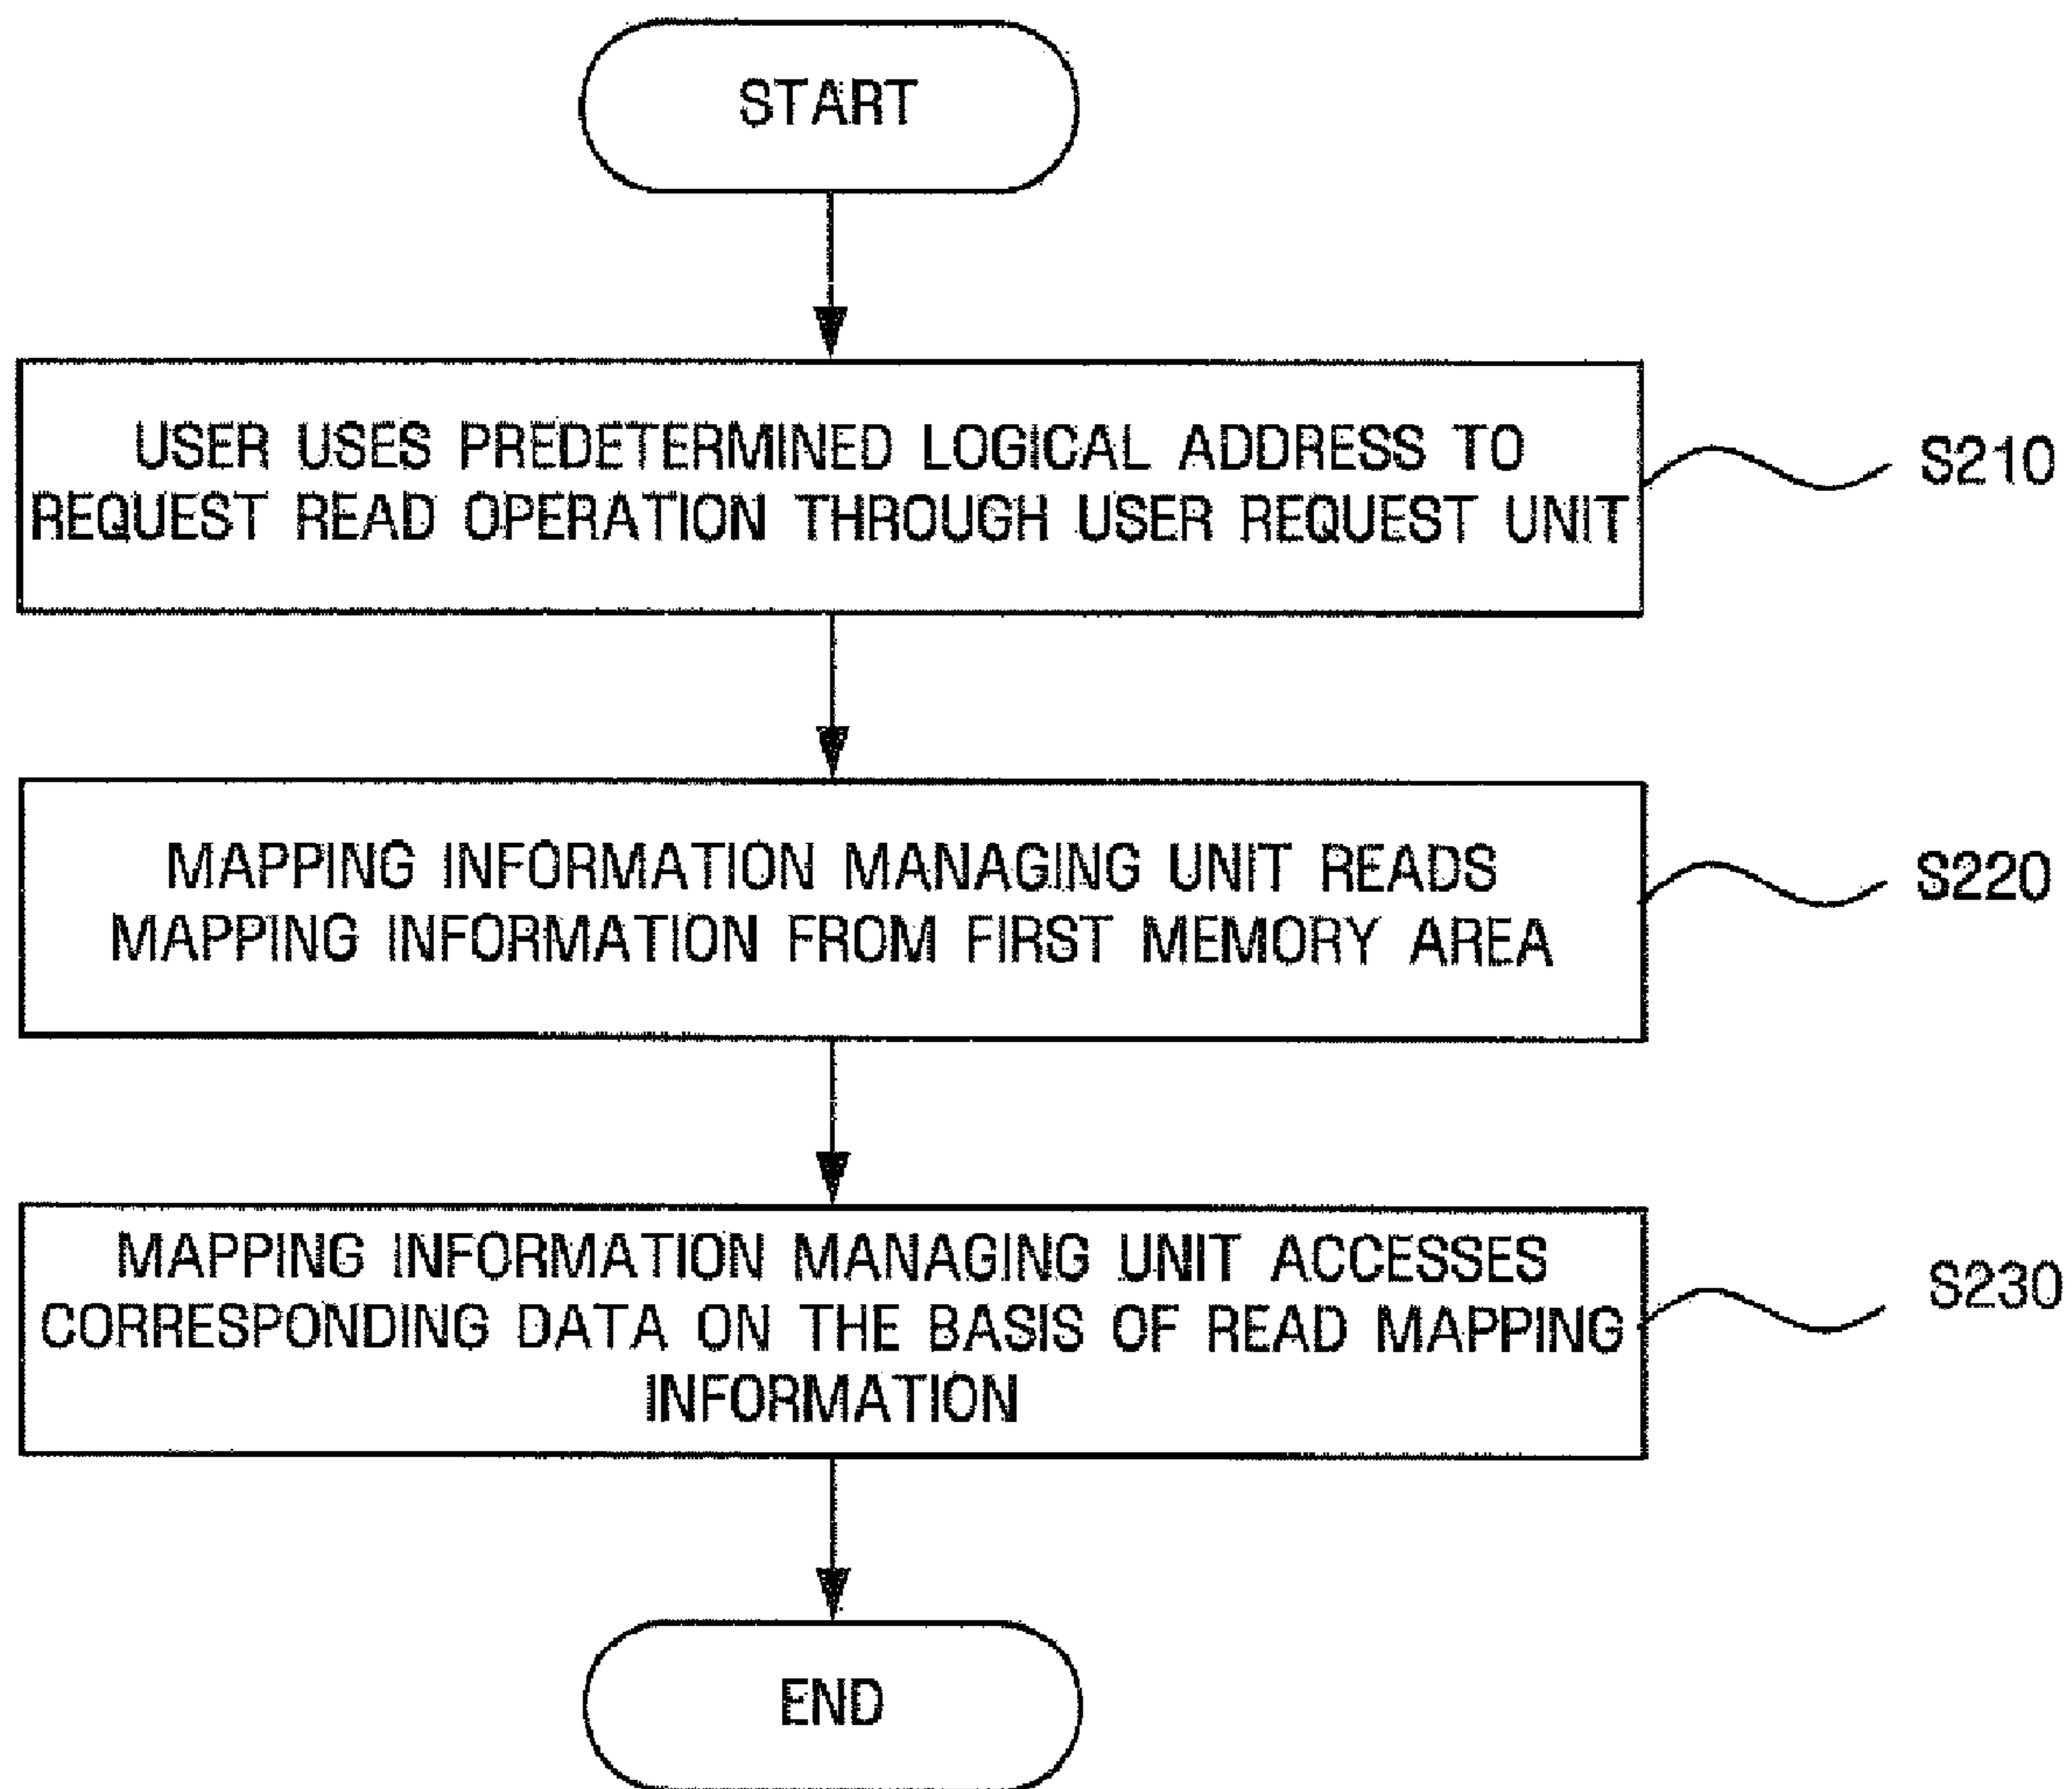 START
USER USES PREDETERMINED LOGICAL ADDRESS TO
REQUEST READ OPERATION THROUGH USER REQUEST UNIT
S210
MAPPING INFORMATION MANAGING UNIT READS
MAPPING INFORMATION FROM FIRST MEMORY AREA
S220
MAPPING INFORMATION MANAGING UNIT ACCESSES
CORRESPONDING DATA ON THE BASIS OF READ MAPPING
INFORMATION
S230
END